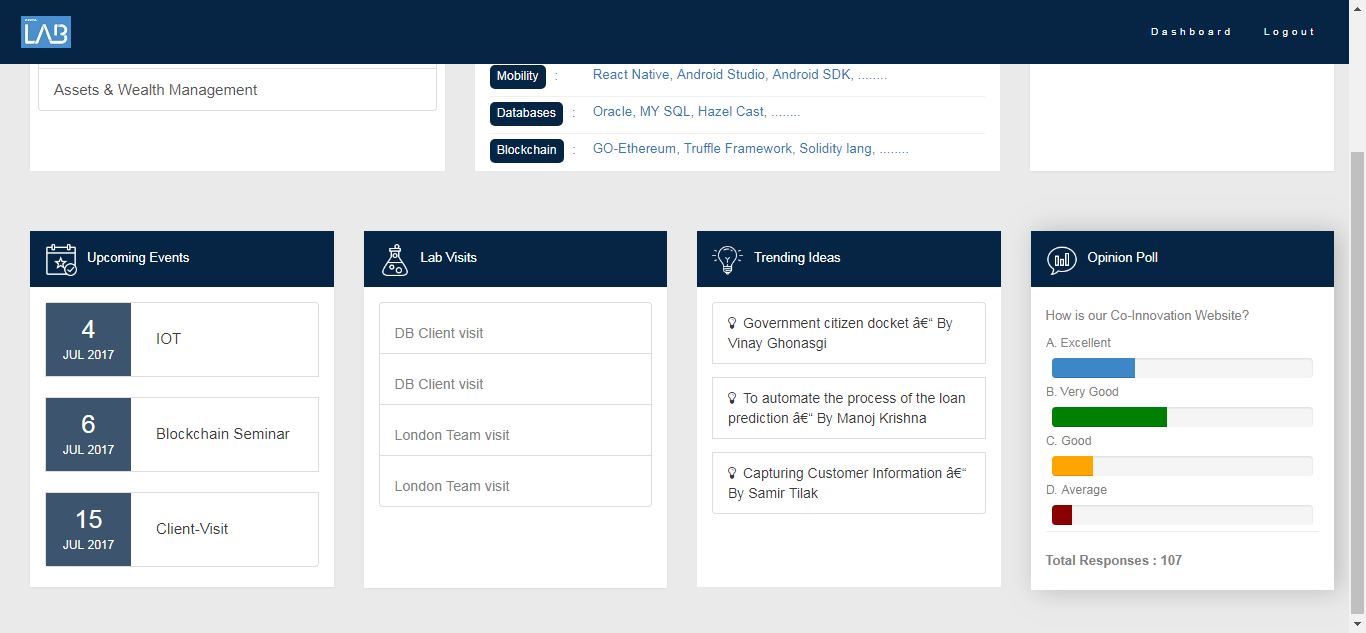 LAB
Dashboard Logout
Assets & Wealth Management
Mobility : React Native, Android Studio, Android SDK, ........
Databases : Oracle, MY SQL, Hazel Cast, ........
Blockchain : GO-Ethereum, Truffle Framework, Solidity lang, ........
Upcoming Events
4
JUL 2017
IOT
6
JUL 2017
Blockchain Seminar
15
JUL 2017
Client-Visit
Lab Visits
DB Client visit
DB Client visit
London Team visit
London Team visit
Trending Ideas
Government citizen docket â€“ By
Vinay Ghonasgi
To automate the process of the loan
prediction â€“ By Manoj Krishna
Capturing Customer Information â€“
By Samir Tilak
Opinion Poll
How is our Co-Innovation Website?
A. Excellent
B. Very Good
C. Good
D. Average
Total Responses : 107